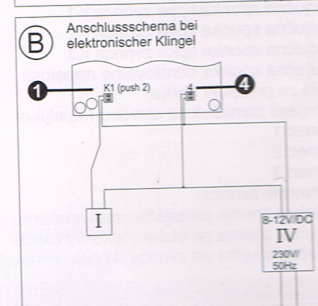 B
Anschlussschema bei
elektronischer Klingel
1
K1 (push 2)
4
4
I
8-12V/DC
IV
230V/
50Hz